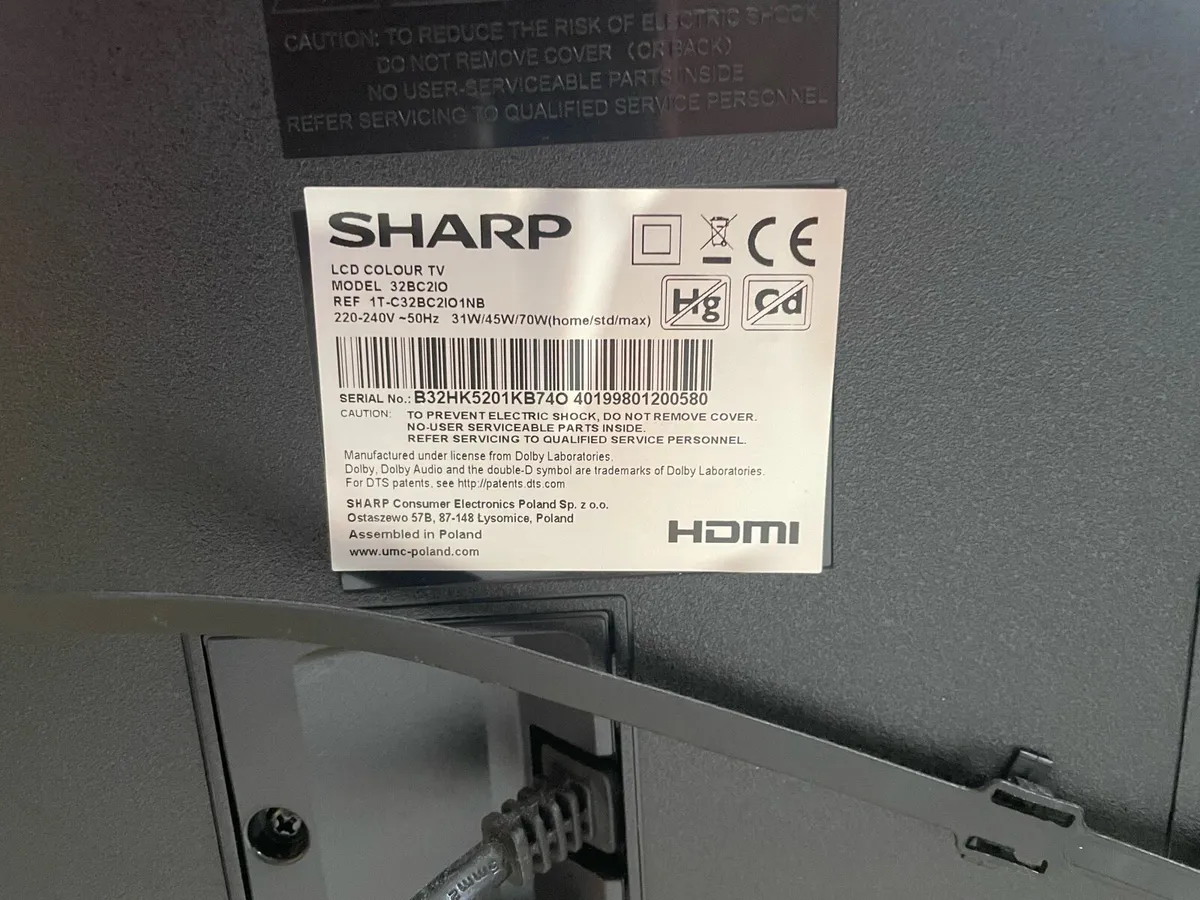 CAUTION: TO REDUCE THE RISK OF ELECTRIC SHOCK
DO NOT REMOVE COVER (OR BACK)
NO USER-SERVICEABLE PARTS INSIDE
REFER SERVICING TO QUALIFIED SERVICE PERSONNEL
SHARP
CE
LCD COLOUR TV
MODEL 32BC2I0
REF 1T-C32BC2I01NB
Hg
Cd
220-240V ~50Hz 31W/45W/70W(home/std/max)
SERIAL No.: B32HK5201KB74O 40199801200580
CAUTION: TO PREVENT ELECTRIC SHOCK, DO NOT REMOVE COVER.
NO-USER SERVICEABLE PARTS INSIDE.
REFER SERVICING TO QUALIFIED SERVICE PERSONNEL.
Manufactured under license from Dolby Laboratories.
Dolby, Dolby Audio and the double-D symbol are trademarks of Dolby Laboratories.
For DTS patents, see http://patents.dts.com
SHARP Consumer Electronics Poland Sp. z o.o.
Ostaszewo 57B, 87-148 Łysomice, Poland
Assembled in Poland
www.umc-poland.com
HDMI